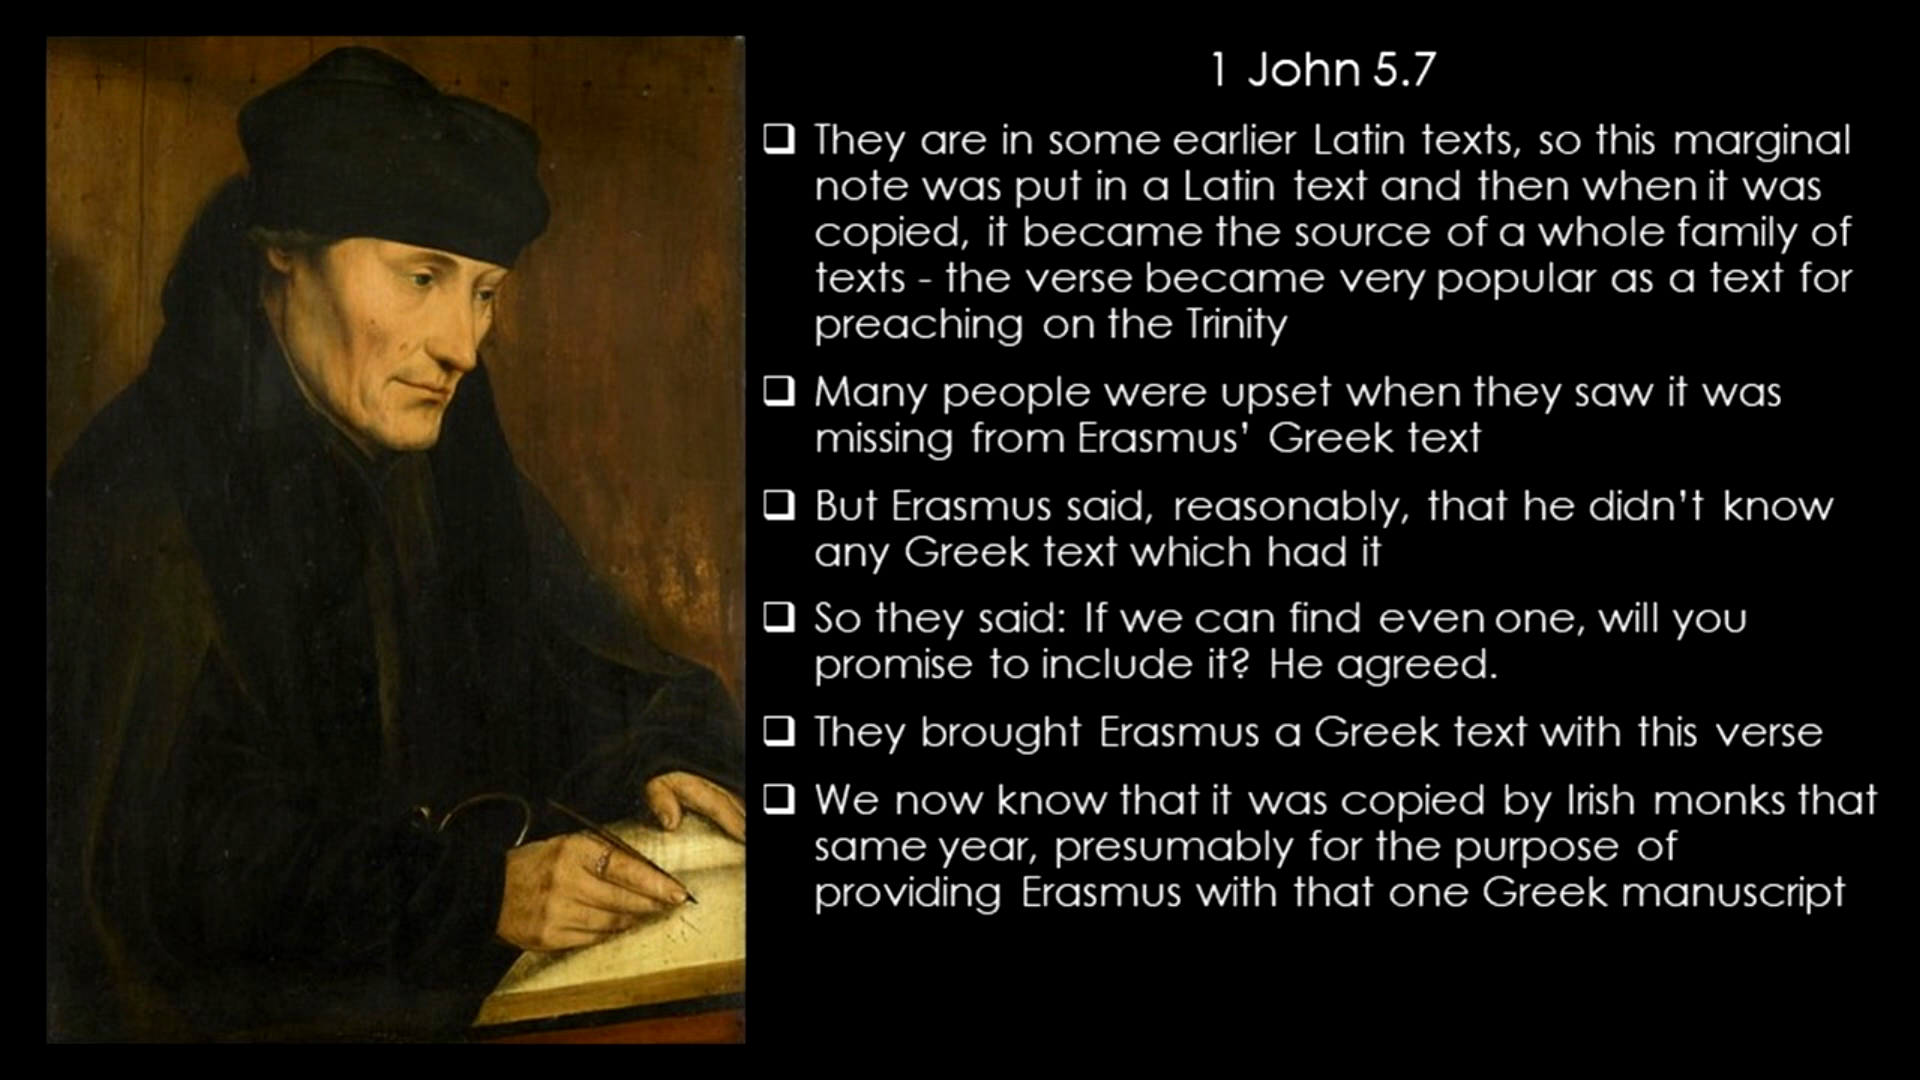 1 John 5.7
They are in some earlier Latin texts, so this marginal
note was put in a Latin text and then when it was
copied, it became the source of a whole family of
texts - the verse became very popular as a text for
preaching on the Trinity
Many people were upset when they saw it was
missing from Erasmus' Greek text
But Erasmus said, reasonably, that he didn't know
any Greek text which had it
So they said: If we can find even one, will you
promise to include it? He agreed.
They brought Erasmus a Greek text with this verse
We now know that it was copied by Irish monks that
same year, presumably for the purpose of
providing Erasmus with that one Greek manuscript